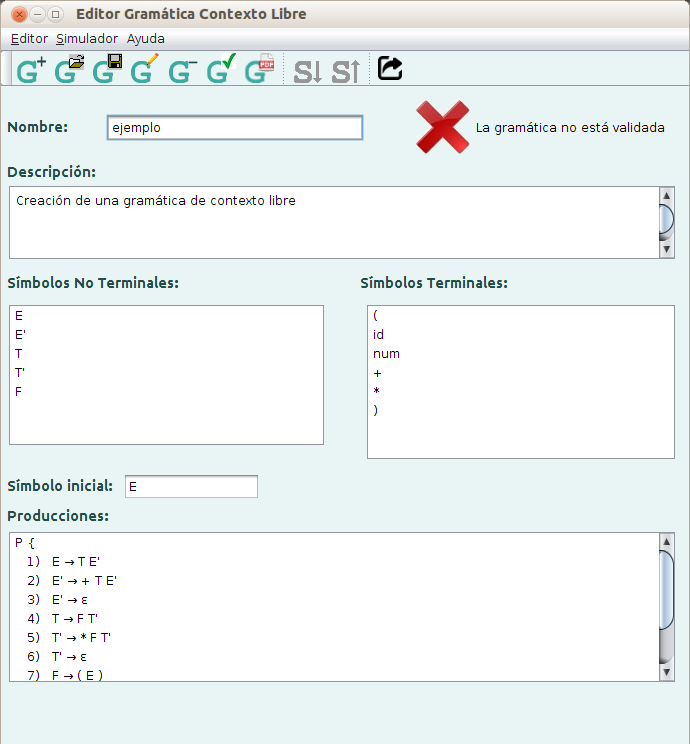 Editor Gramática Contexto Libre
Editor Simulador Ayuda
G+ G G G G- G G PDF S↓ S↑
Nombre: ejemplo La gramática no está validada
Descripción:
Creación de una gramática de contexto libre
Símbolos No Terminales: Símbolos Terminales:
E (
E' id
T num
T' +
F *
)
Símbolo inicial: E
Producciones:
P {
1) E → T E'
2) E' → + T E'
3) E' → ε
4) T → F T'
5) T' → * F T'
6) T' → ε
7) F → ( E )